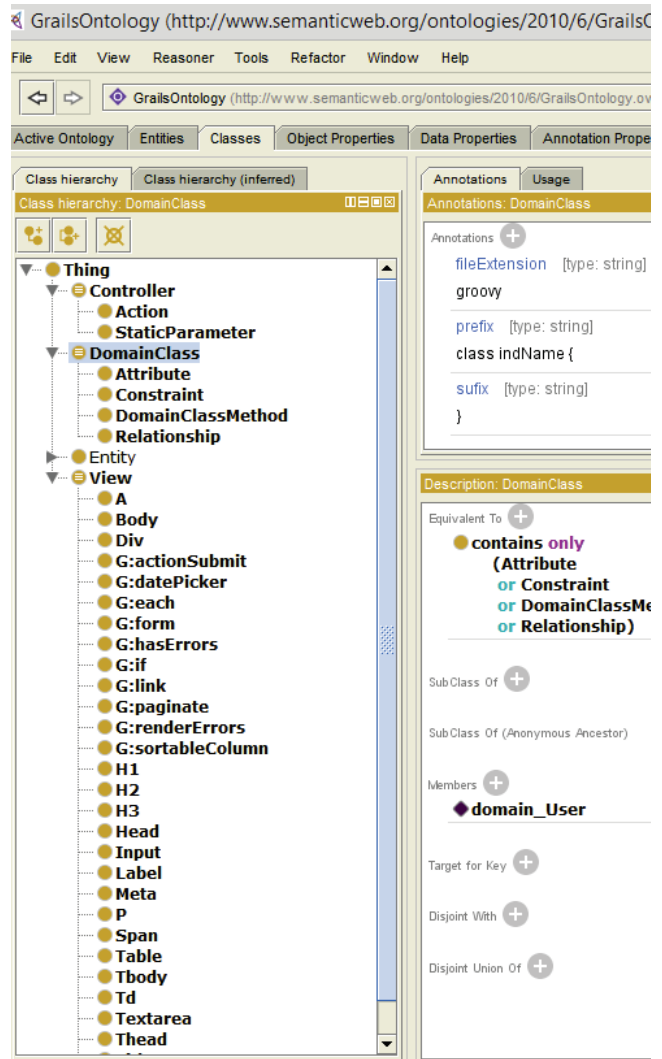 GrailsOntology (http://www.semanticweb.org/ontologies/2010/6/GrailsO
File Edit View Reasoner Tools Refactor Window Help
GrailsOntology (http://www.semanticweb.org/ontologies/2010/6/GrailsOntology.ow
Active Ontology Entities Classes Object Properties Data Properties Annotation Prope
Class hierarchy Class hierarchy (inferred)
Class hierarchy: DomainClass
Thing
Controller
Action
StaticParameter
DomainClass
Attribute
Constraint
DomainClassMethod
Relationship
Entity
View
A
Body
Div
G:actionSubmit
G:datePicker
G:each
G:form
G:hasErrors
G:if
G:link
G:paginate
G:renderErrors
G:sortableColumn
H1
H2
H3
Head
Input
Label
Meta
P
Span
Table
Tbody
Td
Textarea
Thead
Annotations Usage
Annotations: DomainClass
Annotations
fileExtension [type: string]
groovy
prefix [type: string]
class indName {
sufix [type: string]
}
Description: DomainClass
Equivalent To
contains only
(Attribute
or Constraint
or DomainClassMe
or Relationship)
SubClass Of
SubClass Of (Anonymous Ancestor)
Members
domain_User
Target for Key
Disjoint With
Disjoint Union Of